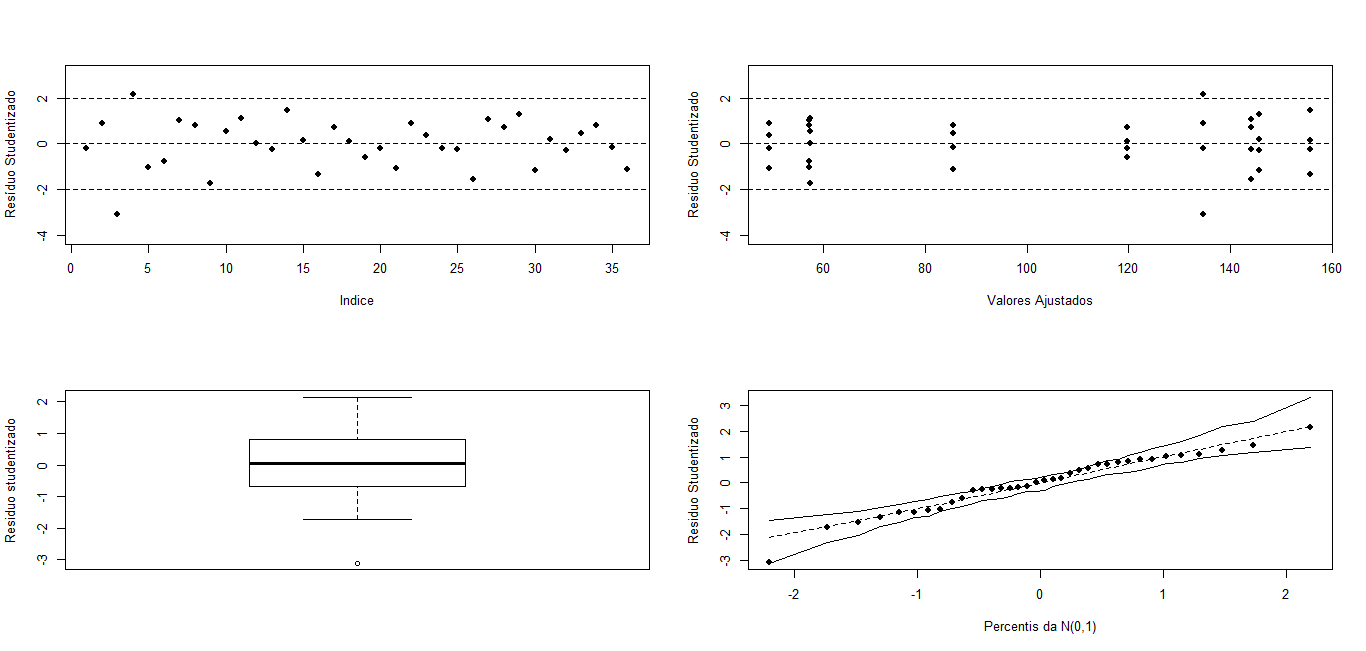 Resíduo Studentizado
2
0
-2
-4
0 5 10 15 20 25 30 35
Indice
Resíduo Studentizado
2
0
-2
-4
60 80 100 120 140 160
Valores Ajustados
Resíduo studentizado
2
1
0
-1
-2
-3
Resíduo Studentizado
3
2
1
0
-1
-2
-3
-2 -1 0 1 2
Percentis da N(0,1)